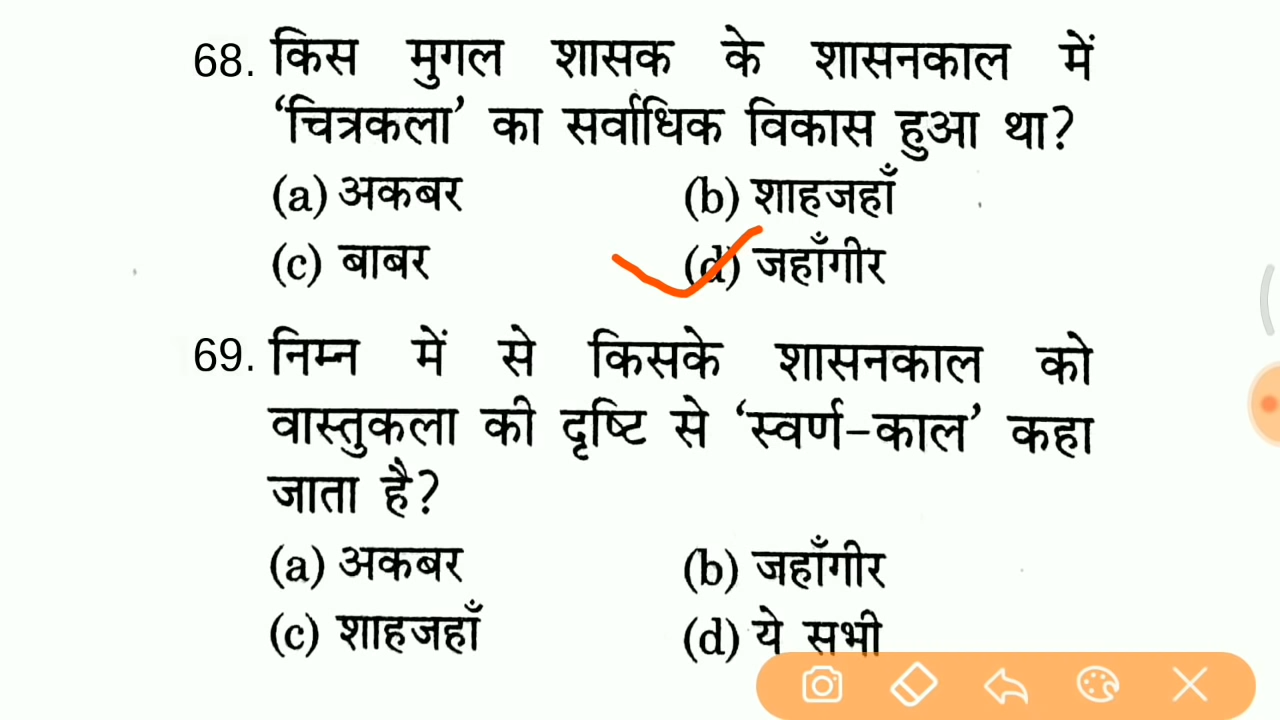 68. किस मुगल शासक के शासनकाल में
‘चित्रकला’ का सर्वाधिक विकास हुआ था?
(a) अकबर (b) शाहजहाँ
(c) बाबर (d) जहाँगीर
69. निम्न में से किसके शासनकाल को
वास्तुकला की दृष्टि से ‘स्वर्ण-काल’ कहा
जाता है?
(a) अकबर (b) जहाँगीर
(c) शाहजहाँ (d) ये सभी